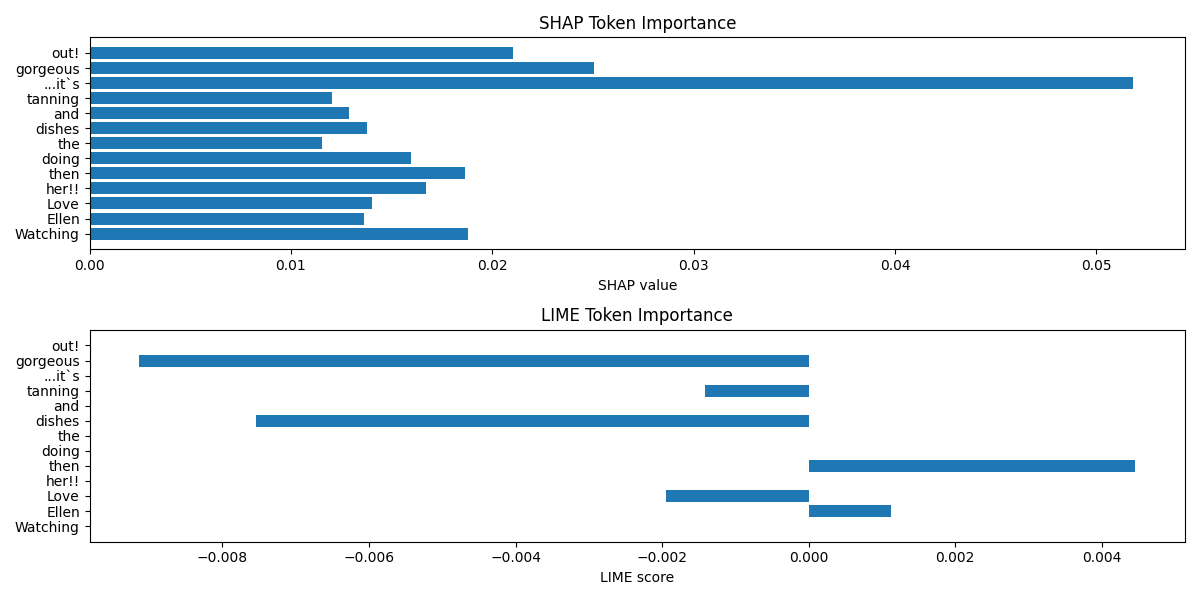 SHAP Token Importance
out!
gorgeous
...it`s
tanning
and
dishes
the
doing
then
her!!
Love
Ellen
Watching
0.00 0.01 0.02 0.03 0.04 0.05
SHAP value
LIME Token Importance
out!
gorgeous
...it`s
tanning
and
dishes
the
doing
then
her!!
Love
Ellen
Watching
−0.008 −0.006 −0.004 −0.002 0.000 0.002 0.004
LIME score